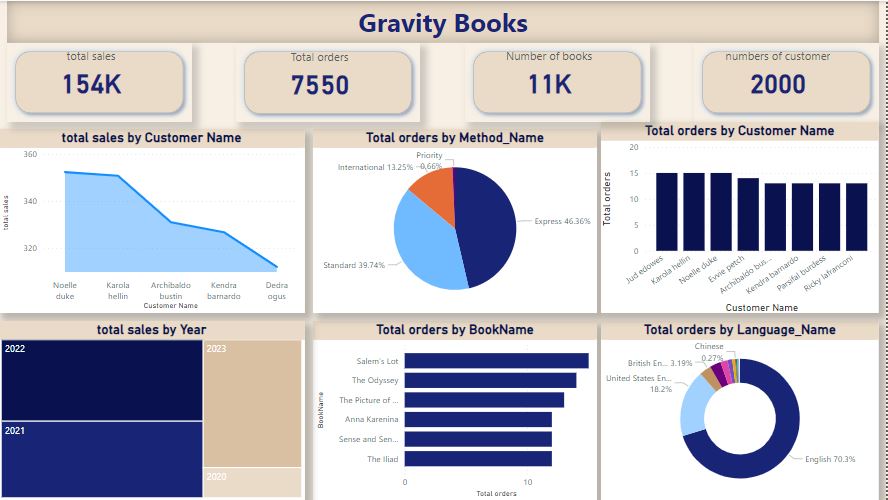 Gravity Books
total sales
154K
Total orders
7550
Number of books
11K
numbers of customer
2000
total sales by Customer Name
360
340
320
total sales
Noelle duke
Karola hellin
Archibaldo bustin
Kendra barnardo
Dedra ogus
Customer Name
Total orders by Method_Name
Priority 0.66%
International 13.25%
Express 46.36%
Standard 39.74%
Total orders by Customer Name
20
15
10
5
0
Total orders
Jud edowes
Karola hellin
Noelle duke
Evvie petch
Archibaldo bus...
Kendra barnardo
Parsifal burdess
Ricky lafranconi
Customer Name
total sales by Year
2022
2023
2021
2020
Total orders by BookName
BookName
Salem's Lot
The Odyssey
The Picture of ...
Anna Karenina
Sense and Sen...
The Iliad
0
10
Total orders
Total orders by Language_Name
Chinese 0.27%
British En... 3.19%
United States En... 18.2%
English 70.3%